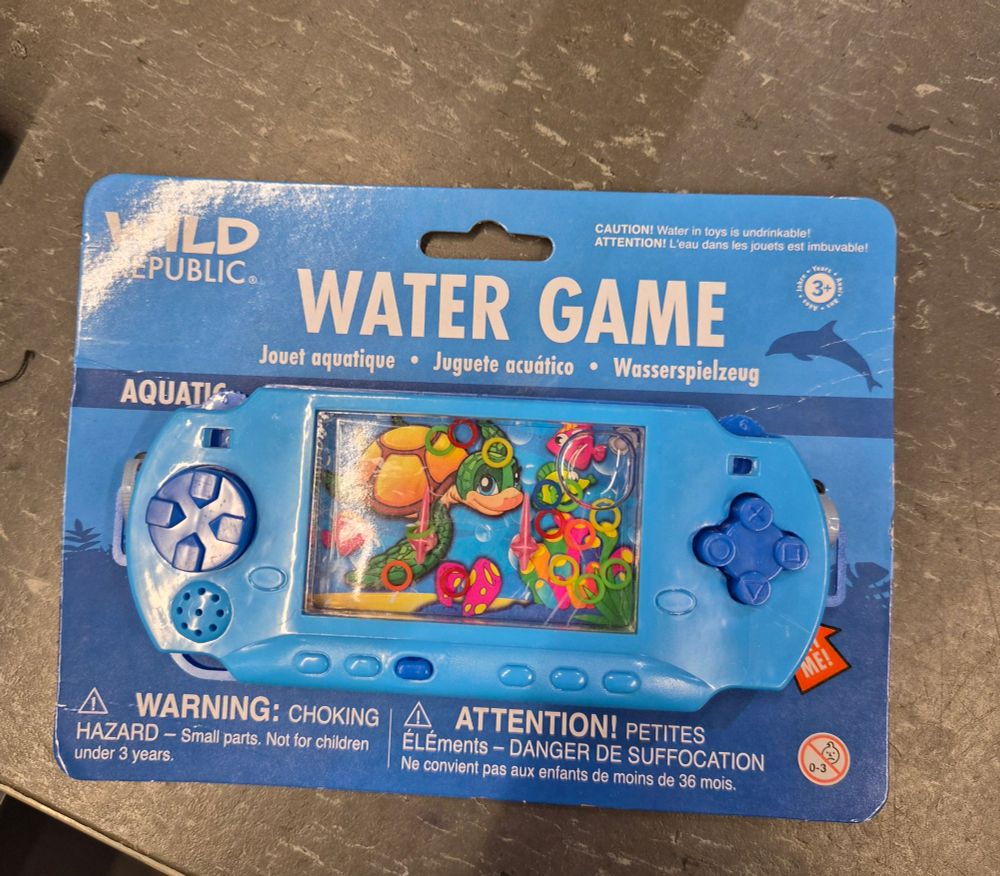 WILD
REPUBLIC®
CAUTION! Water in toys is undrinkable!
ATTENTION! L'eau dans les jouets est imbuvable!
Years
3+
WATER GAME
Jouet aquatique • Juguete acuático • Wasserspielzeug
AQUATIC
ME!
WARNING: CHOKING
HAZARD – Small parts. Not for children
under 3 years.
ATTENTION! PETITES
ÉLÉments – DANGER DE SUFFOCATION
Ne convient pas aux enfants de moins de 36 mois.
0-3